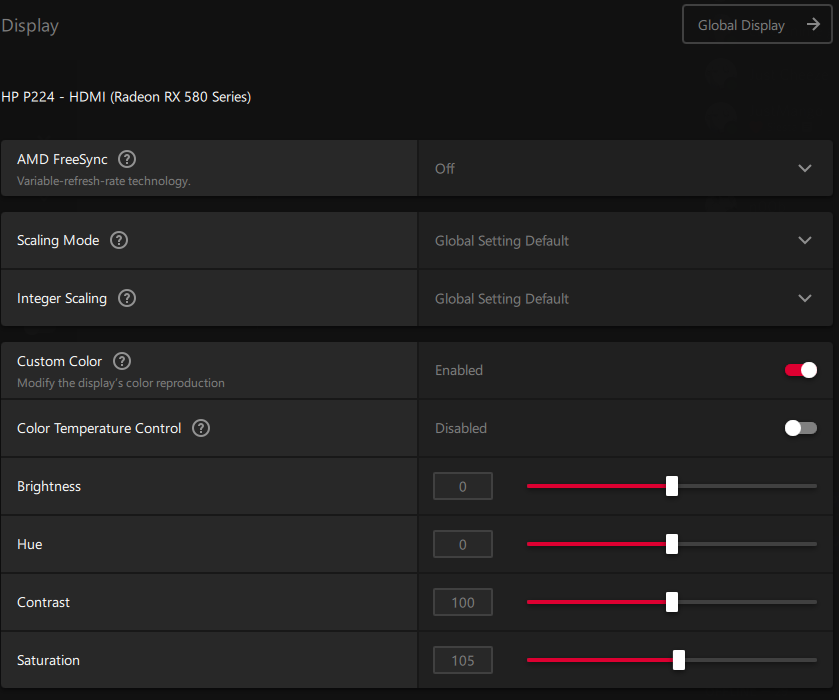 Display
Global Display
HP P224 - HDMI (Radeon RX 580 Series)
AMD FreeSync ?
Variable-refresh-rate technology.
Off
Scaling Mode ?
Global Setting Default
Integer Scaling ?
Global Setting Default
Custom Color ?
Modify the display's color reproduction
Enabled
Color Temperature Control ?
Disabled
Brightness
0
Hue
0
Contrast
100
Saturation
105